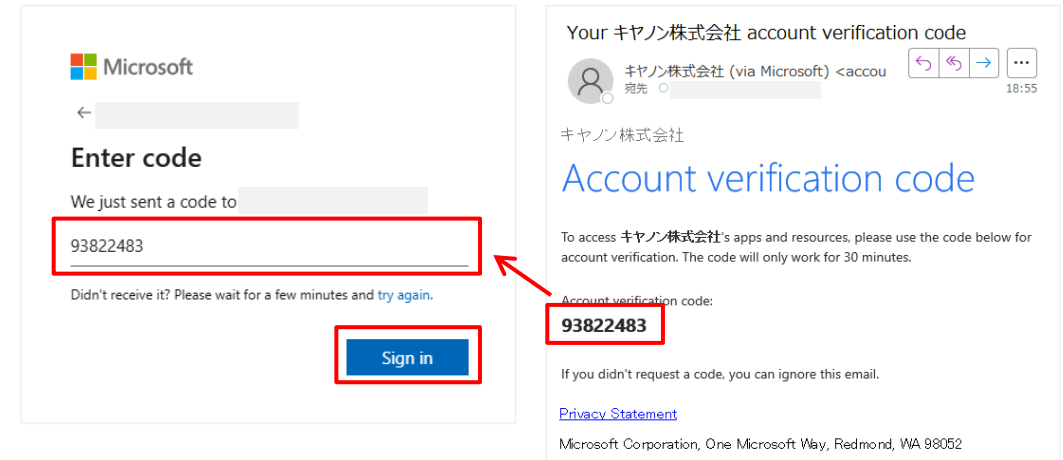 Microsoft
Enter code
We just sent a code to
93822483
Didn't receive it? Please wait for a few minutes and try again.
Sign in
Your キヤノン株式会社 account verification code
キヤノン株式会社 (via Microsoft) <accou
宛先
18:55
キヤノン株式会社
Account verification code
To access キヤノン株式会社's apps and resources, please use the code below for
account verification. The code will only work for 30 minutes.
Account verification code:
93822483
If you didn't request a code, you can ignore this email.
Privacy Statement
Microsoft Corporation, One Microsoft Way, Redmond, WA 98052